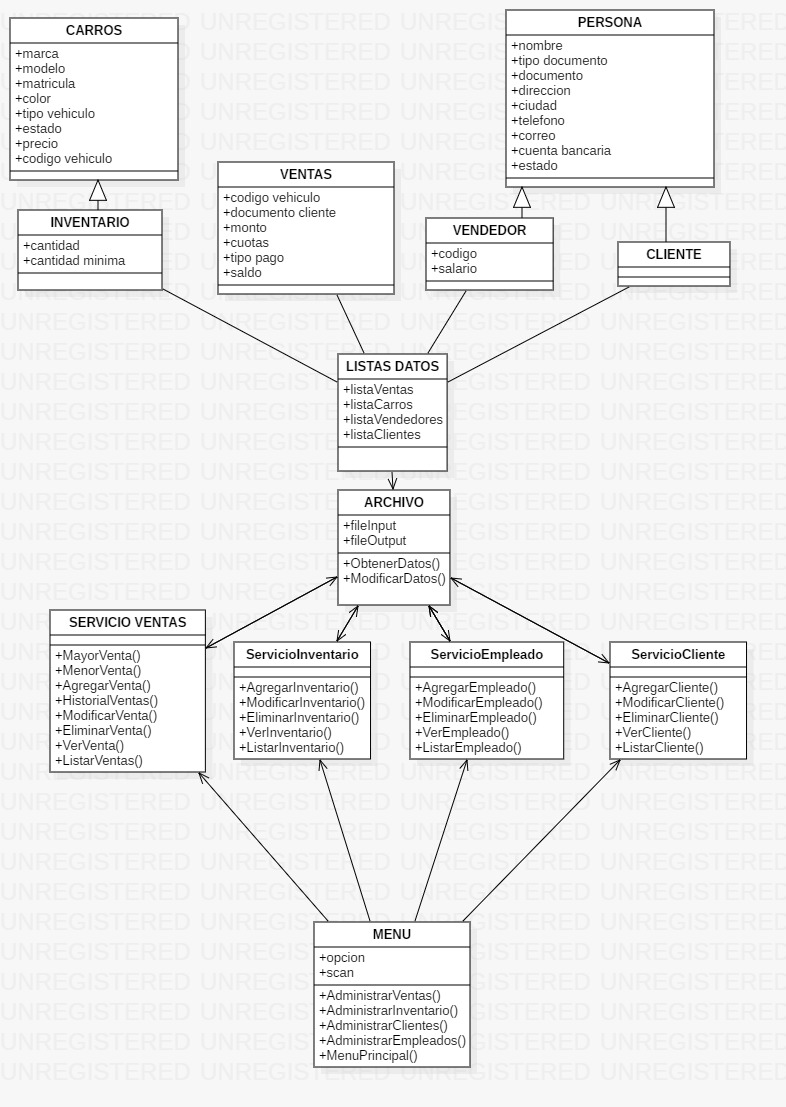 CARROS
+marca
+modelo
+matricula
+color
+tipo vehiculo
+estado
+precio
+codigo vehiculo
PERSONA
+nombre
+tipo documento
+documento
+direccion
+ciudad
+telefono
+correo
+cuenta bancaria
+estado
INVENTARIO
+cantidad
+cantidad minima
VENTAS
+codigo vehiculo
+documento cliente
+monto
+cuotas
+tipo pago
+saldo
VENDEDOR
+codigo
+salario
CLIENTE
LISTAS DATOS
+listaVentas
+listaCarros
+listaVendedores
+listaClientes
ARCHIVO
+fileInput
+fileOutput
+ObtenerDatos()
+ModificarDatos()
SERVICIO VENTAS
+MayorVenta()
+MenorVenta()
+AgregarVenta()
+HistorialVentas()
+ModificarVenta()
+EliminarVenta()
+VerVenta()
+ListarVentas()
ServicioInventario
+AgregarInventario()
+ModificarInventario()
+EliminarInventario()
+VerInventario()
+ListarInventario()
ServicioEmpleado
+AgregarEmpleado()
+ModificarEmpleado()
+EliminarEmpleado()
+VerEmpleado()
+ListarEmpleado()
ServicioCliente
+AgregarCliente()
+ModificarCliente()
+EliminarCliente()
+VerCliente()
+ListarCliente()
MENU
+opcion
+scan
+AdministrarVentas()
+AdministrarInventario()
+AdministrarClientes()
+AdministrarEmpleados()
+MenuPrincipal()
UNREGISTERED